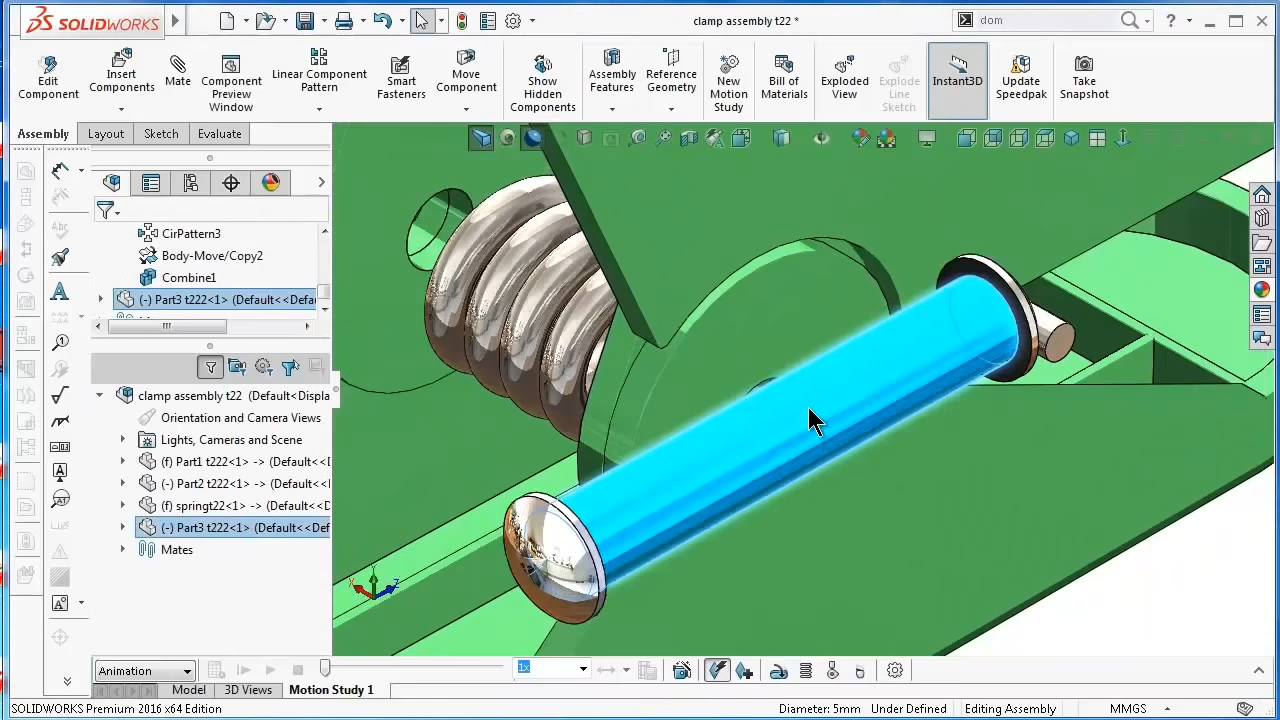 SOLIDWORKS
clamp assembly t22 *
dom
Edit Component
Insert Components
Mate
Component Preview Window
Linear Component Pattern
Smart Fasteners
Move Component
Show Hidden Components
Assembly Features
Reference Geometry
New Motion Study
Bill of Materials
Exploded View
Explode Line Sketch
Instant3D
Update Speedpak
Take Snapshot
Assembly Layout Sketch Evaluate
CirPattern3
Body-Move/Copy2
Combine1
(-) Part3 t222<1> (Default<<Defa
clamp assembly t22 (Default<Displa
Orientation and Camera Views
Lights, Cameras and Scene
(f) Part1 t222<1> -> (Default<<D
(-) Part2 t222<1> -> (Default<<D
(f) springt22<1> -> (Default<<De
(-) Part3 t222<1> (Default<<Def
Mates
Animation
1x
Model 3D Views Motion Study 1
SOLIDWORKS Premium 2016 x64 Edition
Diameter: 5mm Under Defined Editing Assembly MMGS